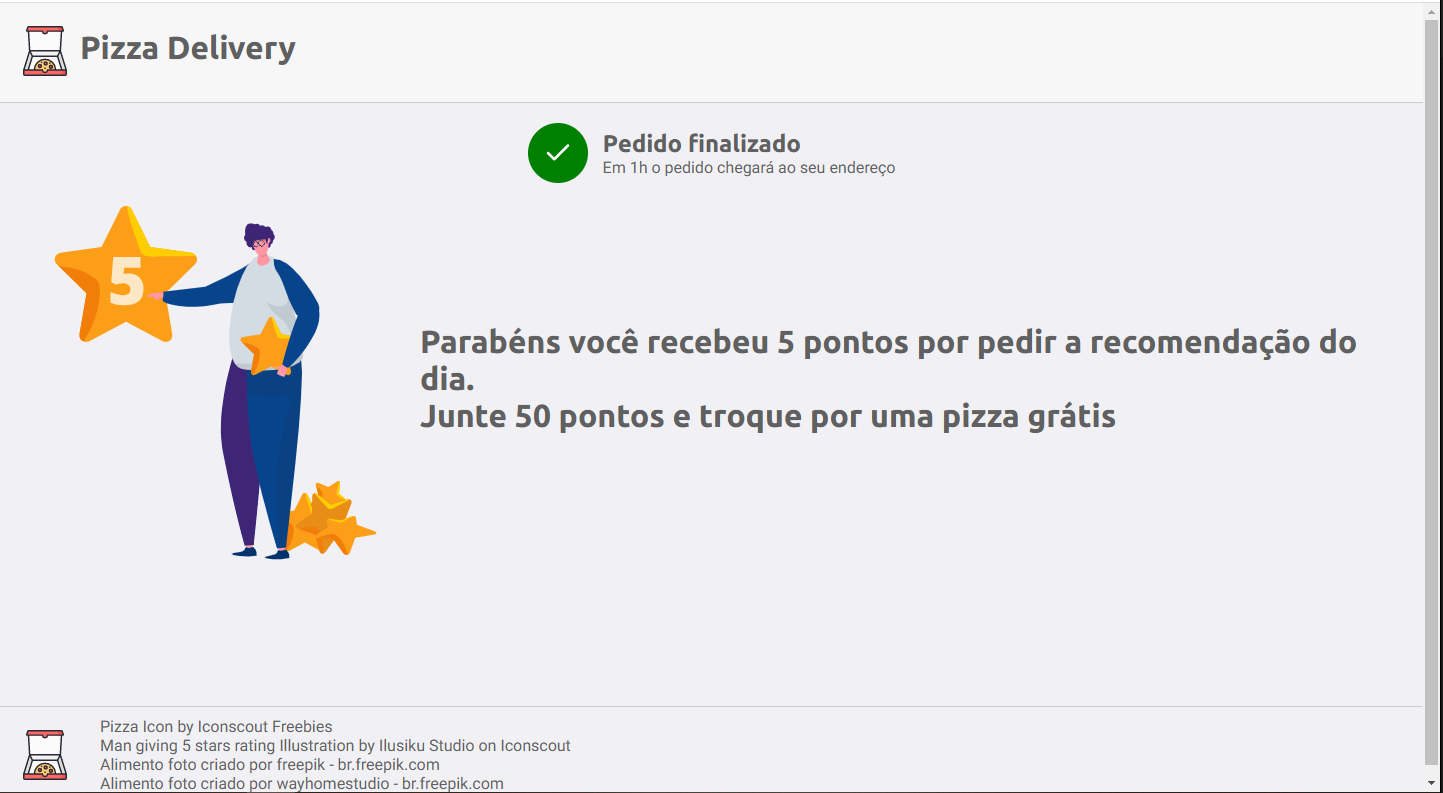 Pizza Delivery
Pedido finalizado
Em 1h o pedido chegará ao seu endereço
5
Parabéns você recebeu 5 pontos por pedir a recomendação do
dia.
Junte 50 pontos e troque por uma pizza grátis
Pizza Icon by Iconscout Freebies
Man giving 5 stars rating Illustration by Ilusiku Studio on Iconscout
Alimento foto criado por freepik - br.freepik.com
Alimento foto criado por wayhomestudio - br.freepik.com